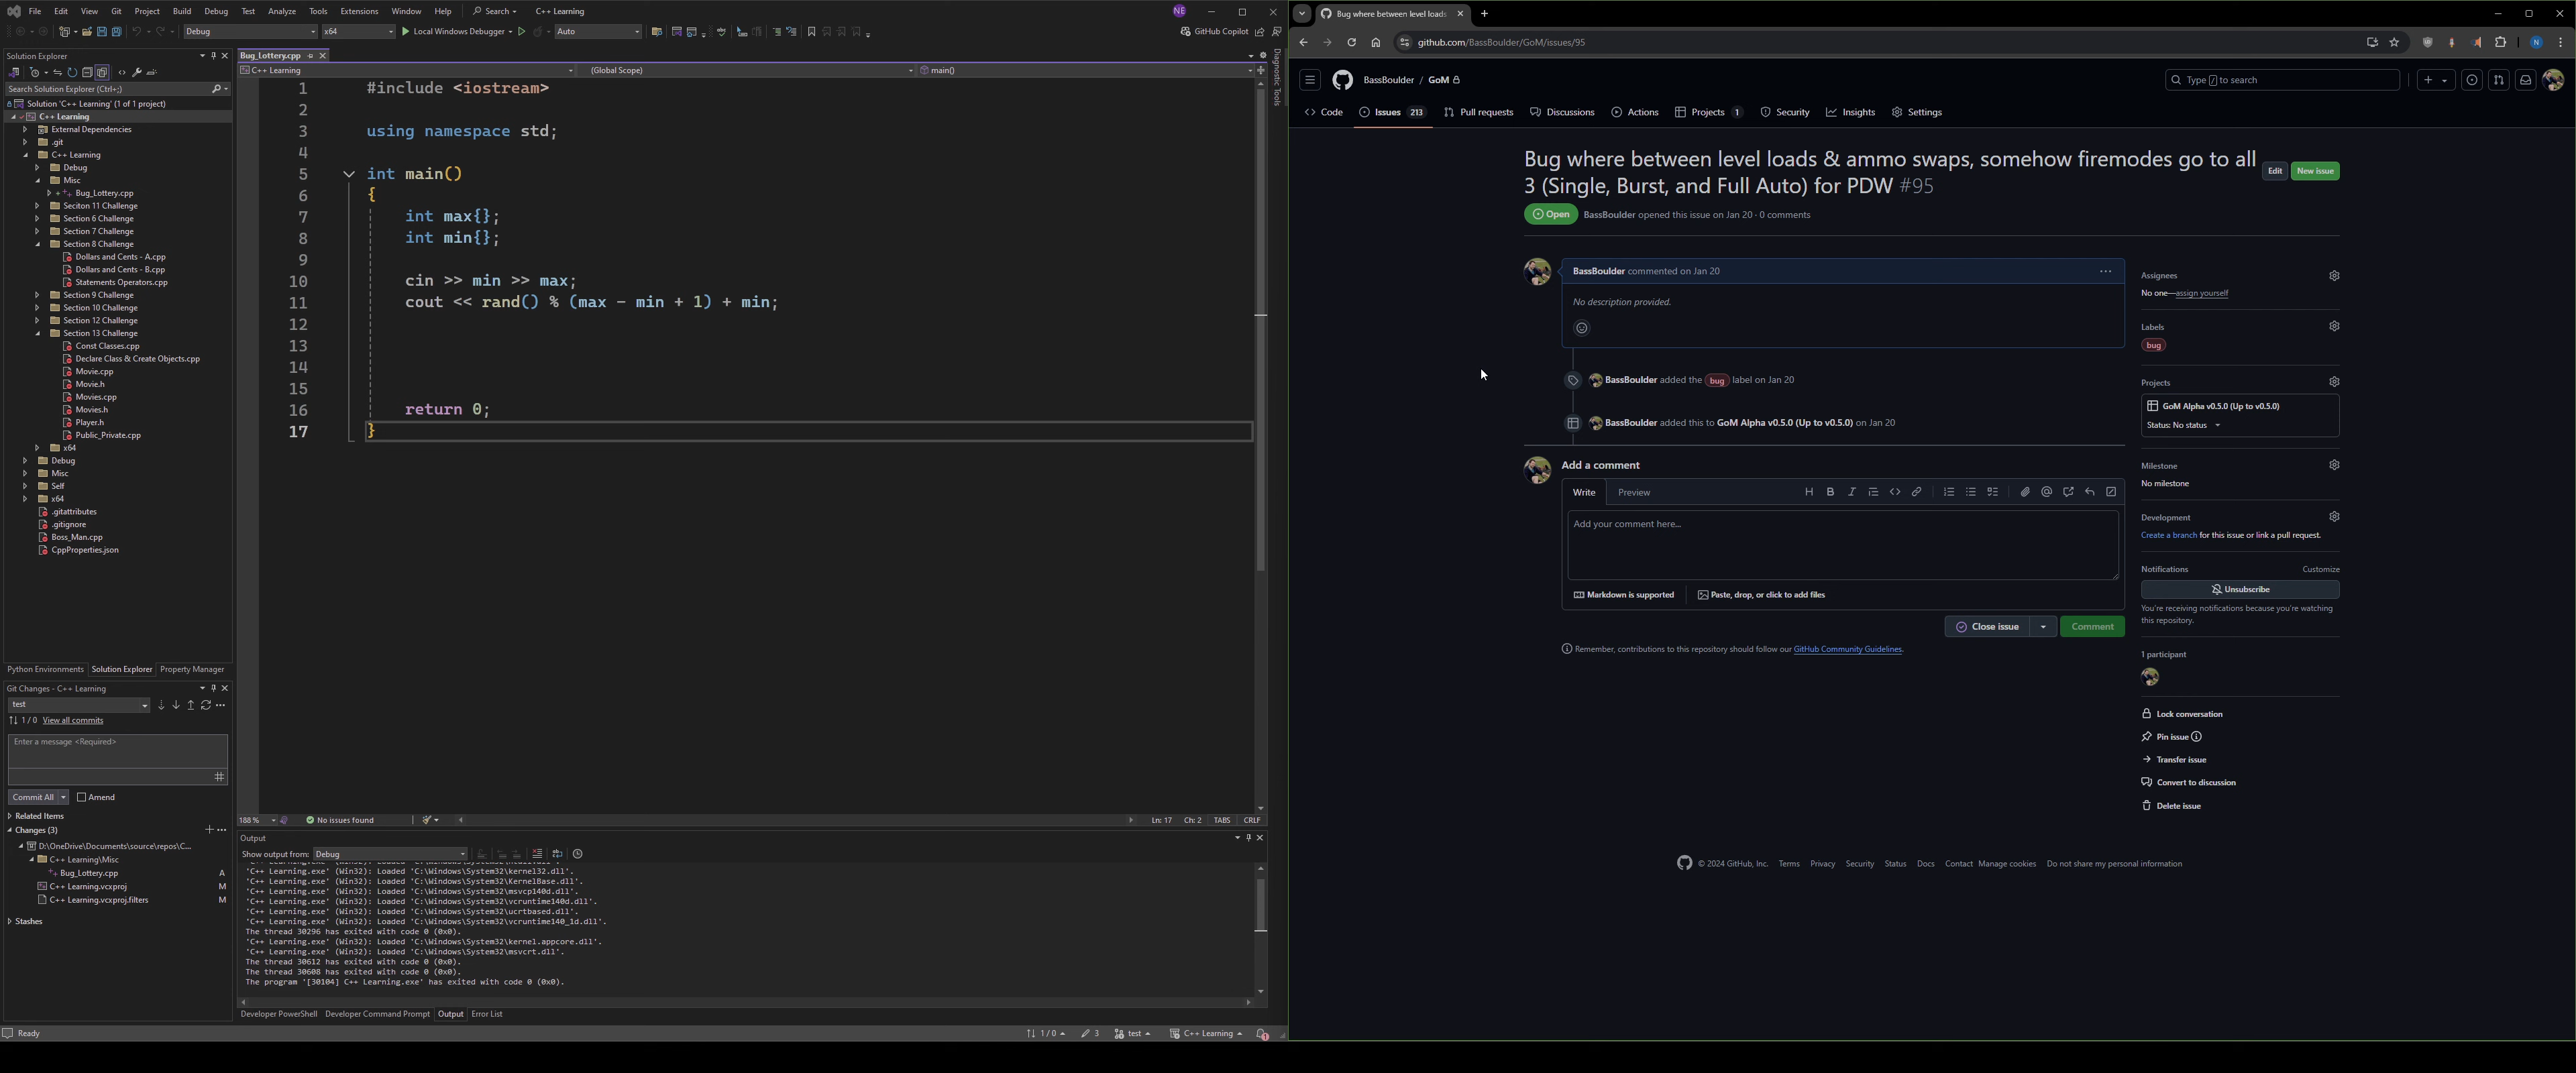 File Edit View Git Project Build Debug Test Analyze Tools Extensions Window Help Search C++ Learning NE
Debug x64 Local Windows Debugger Auto GitHub Copilot
Solution Explorer
Search Solution Explorer (Ctrl+;)
Solution 'C++ Learning' (1 of 1 project)
C++ Learning
External Dependencies
.git
C++ Learning
Debug
Misc
Bug_Lottery.cpp
Seciton 11 Challenge
Section 6 Challenge
Section 7 Challenge
Section 8 Challenge
Dollars and Cents - A.cpp
Dollars and Cents - B.cpp
Statements Operators.cpp
Section 9 Challenge
Section 10 Challenge
Section 12 Challenge
Section 13 Challenge
Const Classes.cpp
Declare Class & Create Objects.cpp
Movie.cpp
Movie.h
Movies.cpp
Movies.h
Player.h
Public_Private.cpp
x64
Debug
Misc
Self
x64
.gitattributes
.gitignore
Boss_Man.cpp
CppProperties.json
Python Environments Solution Explorer Property Manager
Git Changes - C++ Learning
test
1 / 0 View all commits
Enter a message <Required>
Commit All Amend
Related Items
Changes (3)
D:\OneDrive\Documents\source\repos\C...
C++ Learning\Misc
Bug_Lottery.cpp A
C++ Learning.vcxproj M
C++ Learning.vcxproj.filters M
Stashes
Bug_Lottery.cpp
C++ Learning (Global Scope) main()
Diagnostic Tools
1 #include <iostream>
2
3 using namespace std;
4
5 int main()
6 {
7 int max{};
8 int min{};
9
10 cin >> min >> max;
11 cout << rand() % (max - min + 1) + min;
12
13
14
15
16 return 0;
17 }
188 % No issues found Ln: 17 Ch: 2 TABS CRLF
Output
Show output from: Debug
'C++ Learning.exe' (Win32): Loaded 'C:\Windows\System32\kernel32.dll'.
'C++ Learning.exe' (Win32): Loaded 'C:\Windows\System32\KernelBase.dll'.
'C++ Learning.exe' (Win32): Loaded 'C:\Windows\System32\msvcp140d.dll'.
'C++ Learning.exe' (Win32): Loaded 'C:\Windows\System32\vcruntime140d.dll'.
'C++ Learning.exe' (Win32): Loaded 'C:\Windows\System32\ucrtbased.dll'.
'C++ Learning.exe' (Win32): Loaded 'C:\Windows\System32\vcruntime140_1d.dll'.
The thread 30296 has exited with code 0 (0x0).
'C++ Learning.exe' (Win32): Loaded 'C:\Windows\System32\kernel.appcore.dll'.
'C++ Learning.exe' (Win32): Loaded 'C:\Windows\System32\msvcrt.dll'.
The thread 30612 has exited with code 0 (0x0).
The thread 30608 has exited with code 0 (0x0).
The program '[30104] C++ Learning.exe' has exited with code 0 (0x0).
Developer PowerShell Developer Command Prompt Output Error List
Ready 1 / 0 3 test C++ Learning 1
Bug where between level loads
github.com/BassBoulder/GoM/issues/95 N
BassBoulder / GoM Type / to search
Code Issues 213 Pull requests Discussions Actions Projects 1 Security Insights Settings
Bug where between level loads & ammo swaps, somehow firemodes go to all
3 (Single, Burst, and Full Auto) for PDW #95
Edit New issue
Open BassBoulder opened this issue on Jan 20 · 0 comments
BassBoulder commented on Jan 20
No description provided.
BassBoulder added the bug label on Jan 20
BassBoulder added this to GoM Alpha v0.5.0 (Up to v0.5.0) on Jan 20
Add a comment
Write Preview
Add your comment here...
Markdown is supported Paste, drop, or click to add files
Close issue Comment
Remember, contributions to this repository should follow our GitHub Community Guidelines.
Assignees
No one—assign yourself
Labels
bug
Projects
GoM Alpha v0.5.0 (Up to v0.5.0)
Status: No status
Milestone
No milestone
Development
Create a branch for this issue or link a pull request.
Notifications Customize
Unsubscribe
You're receiving notifications because you're watching
this repository.
1 participant
Lock conversation
Pin issue
Transfer issue
Convert to discussion
Delete issue
© 2024 GitHub, Inc. Terms Privacy Security Status Docs Contact Manage cookies Do not share my personal information